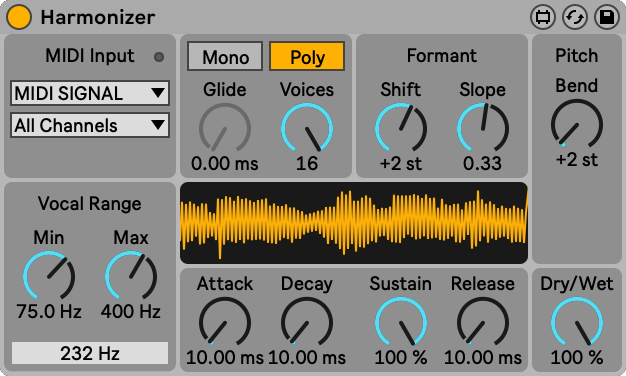 Harmonizer
MIDI Input
MIDI SIGNAL
All Channels
Mono
Poly
Glide
Voices
0.00 ms
16
Formant
Shift
Slope
+2 st
0.33
Pitch
Bend
+2 st
Vocal Range
Min
Max
75.0 Hz
400 Hz
232 Hz
Attack
Decay
Sustain
Release
10.00 ms
10.00 ms
100 %
10.00 ms
Dry/Wet
100 %